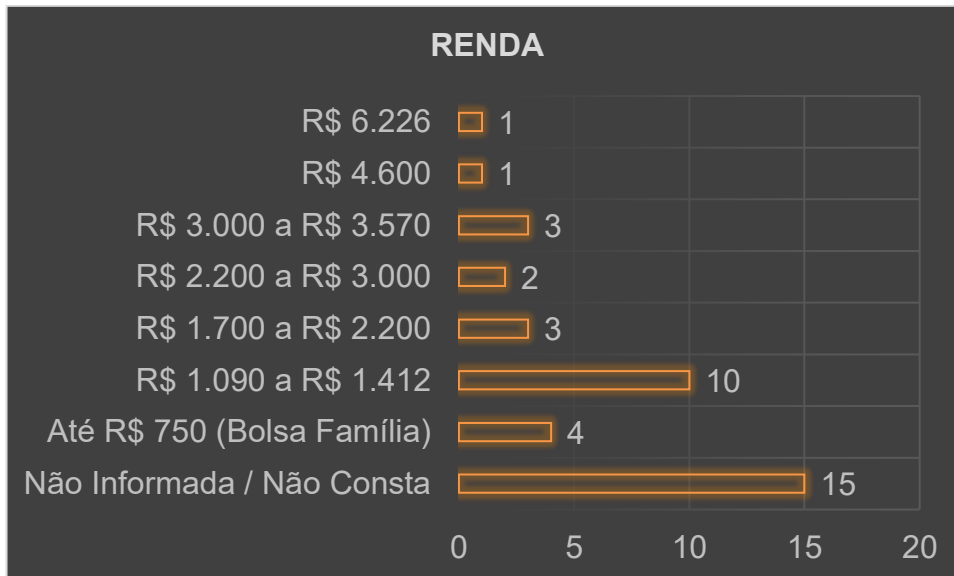 RENDA
R$ 6.226 1
R$ 4.600 1
R$ 3.000 a R$ 3.570 3
R$ 2.200 a R$ 3.000 2
R$ 1.700 a R$ 2.200 3
R$ 1.090 a R$ 1.412 10
Até R$ 750 (Bolsa Família) 4
Não Informada / Não Consta 15
0 5 10 15 20